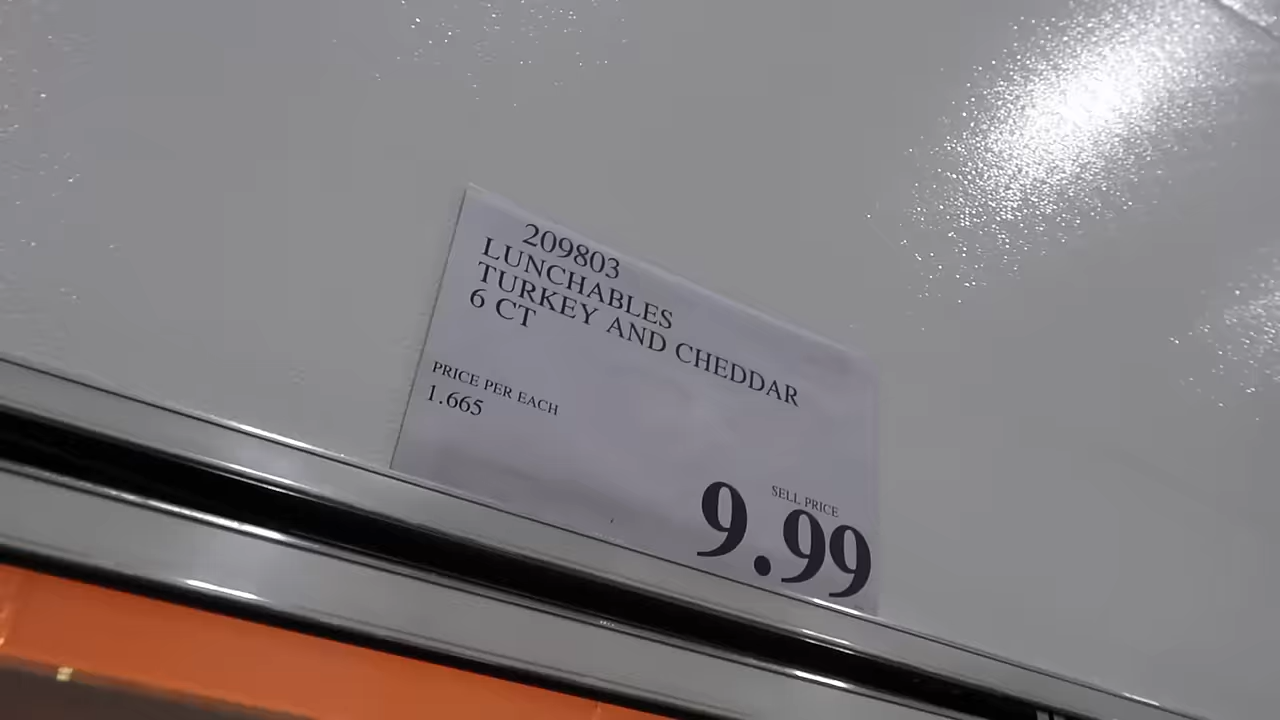 209803
LUNCHABLES
TURKEY AND CHEDDAR
6 CT
PRICE PER EACH
1.665
SELL PRICE
9.99